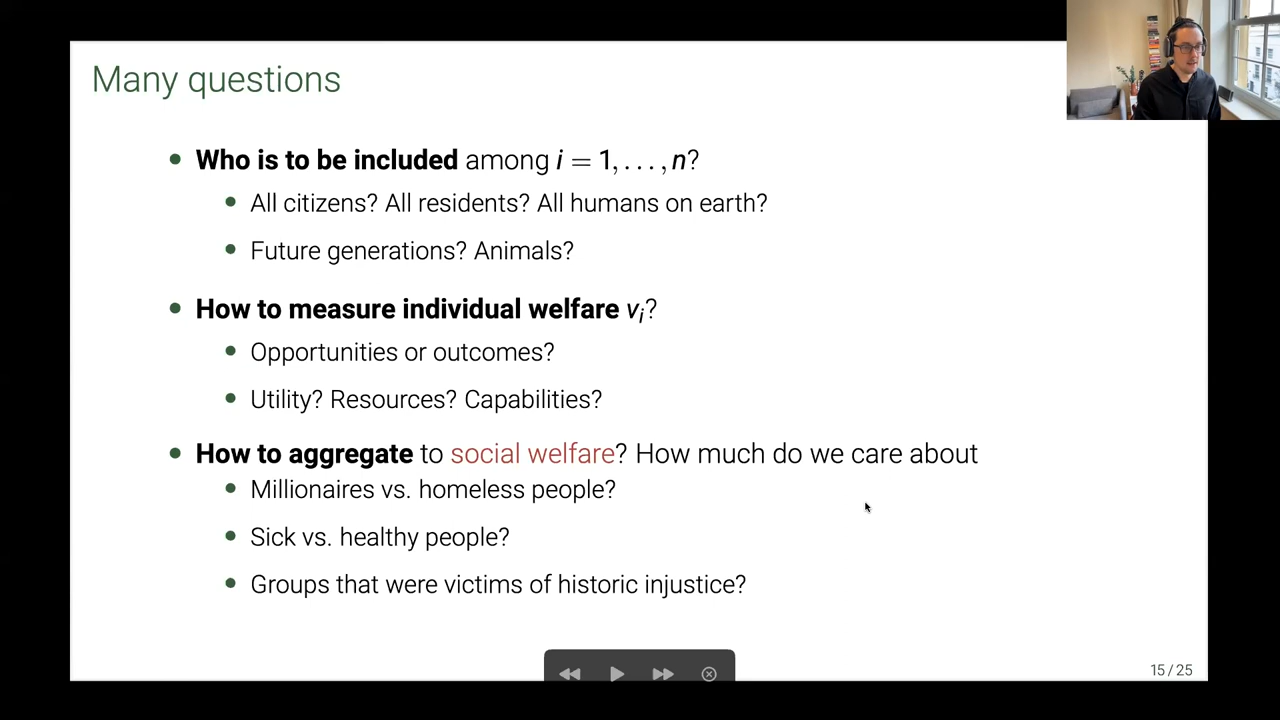 Many questions
• Who is to be included among i = 1, . . . , n?
• All citizens? All residents? All humans on earth?
• Future generations? Animals?
• How to measure individual welfare vᵢ?
• Opportunities or outcomes?
• Utility? Resources? Capabilities?
• How to aggregate to social welfare? How much do we care about
• Millionaires vs. homeless people?
• Sick vs. healthy people?
• Groups that were victims of historic injustice?
15 / 25